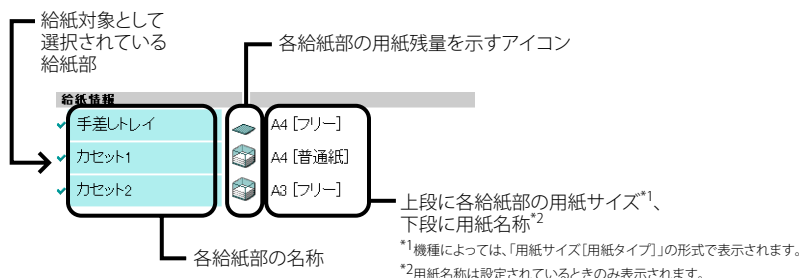 給紙対象として
選択されている
給紙部
各給紙部の用紙残量を示すアイコン
給紙情報
手差しトレイ
A4 [フリー]
カセット1
A4 [普通紙]
カセット2
A3 [フリー]
上段に各給紙部の用紙サイズ*1、
下段に用紙名称*2
各給紙部の名称
*1機種によっては、「用紙サイズ[用紙タイプ]」の形式で表示されます。
*2用紙名称は設定されているときのみ表示されます。